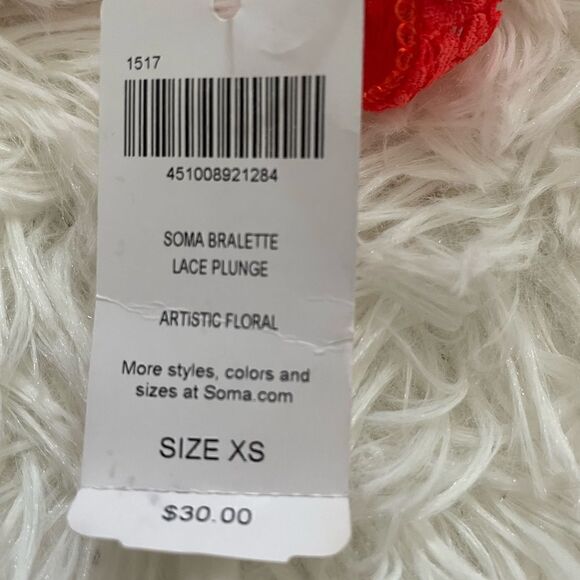 1517
451008921284
SOMA BRALETTE
LACE PLUNGE
ARTISTIC FLORAL
More styles, colors and
sizes at Soma.com
SIZE XS
$30.00